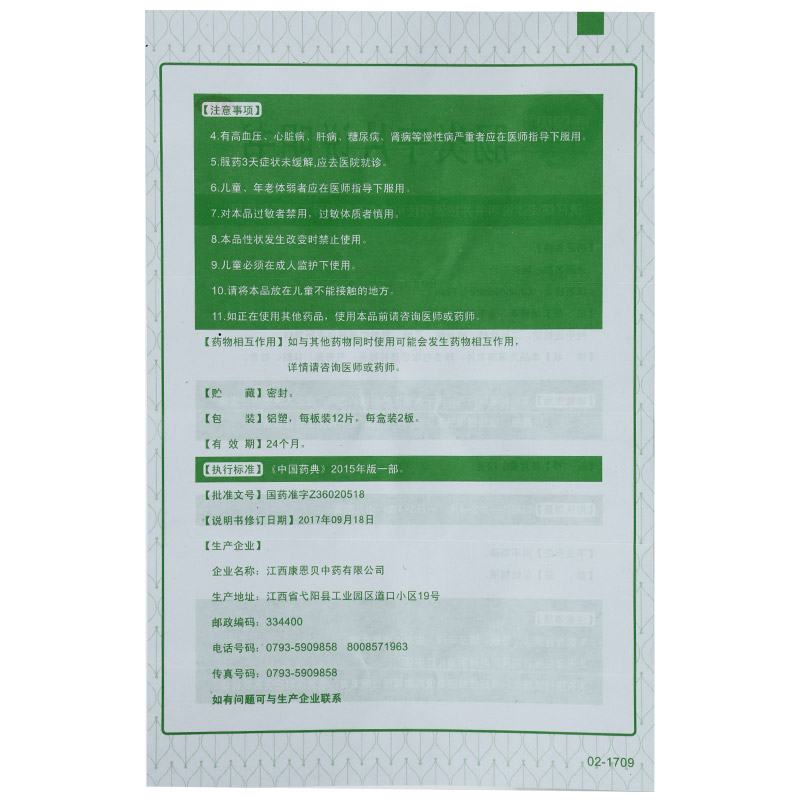 【注意事项】
4.有高血压、心脏病、肝病、糖尿病、肾病等慢性病严重者应在医师指导下服用。
5.服药3天症状未缓解,应去医院就诊。
6.儿童、年老体弱者应在医师指导下服用。
7.对本品过敏者禁用，过敏体质者慎用。
8.本品性状发生改变时禁止使用。
9.儿童必须在成人监护下使用。
10.请将本品放在儿童不能接触的地方。
11.如正在使用其他药品，使用本品前请咨询医师或药师。
【药物相互作用】如与其他药物同时使用可能会发生药物相互作用，
详情请咨询医师或药师。
【贮 藏】密封。
【包 装】铝塑，每板装12片，每盒装2板。
【有 效 期】24个月。
【执行标准】《中国药典》2015年版一部。
【批准文号】国药准字Z36020518
【说明书修订日期】2017年09月18日
【生产企业】
企业名称：江西康恩贝中药有限公司
生产地址：江西省弋阳县工业园区道口小区19号
邮政编码：334400
电话号码：0793-5909858 8008571963
传真号码：0793-5909858
如有问题可与生产企业联系
02-1709